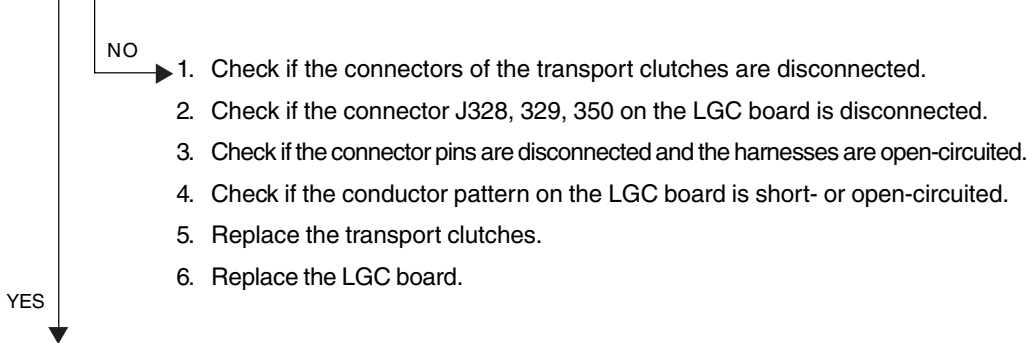 NO
1. Check if the connectors of the transport clutches are disconnected.
2. Check if the connector J328, 329, 350 on the LGC board is disconnected.
3. Check if the connector pins are disconnected and the harnesses are open-circuited.
4. Check if the conductor pattern on the LGC board is short- or open-circuited.
5. Replace the transport clutches.
6. Replace the LGC board.
YES